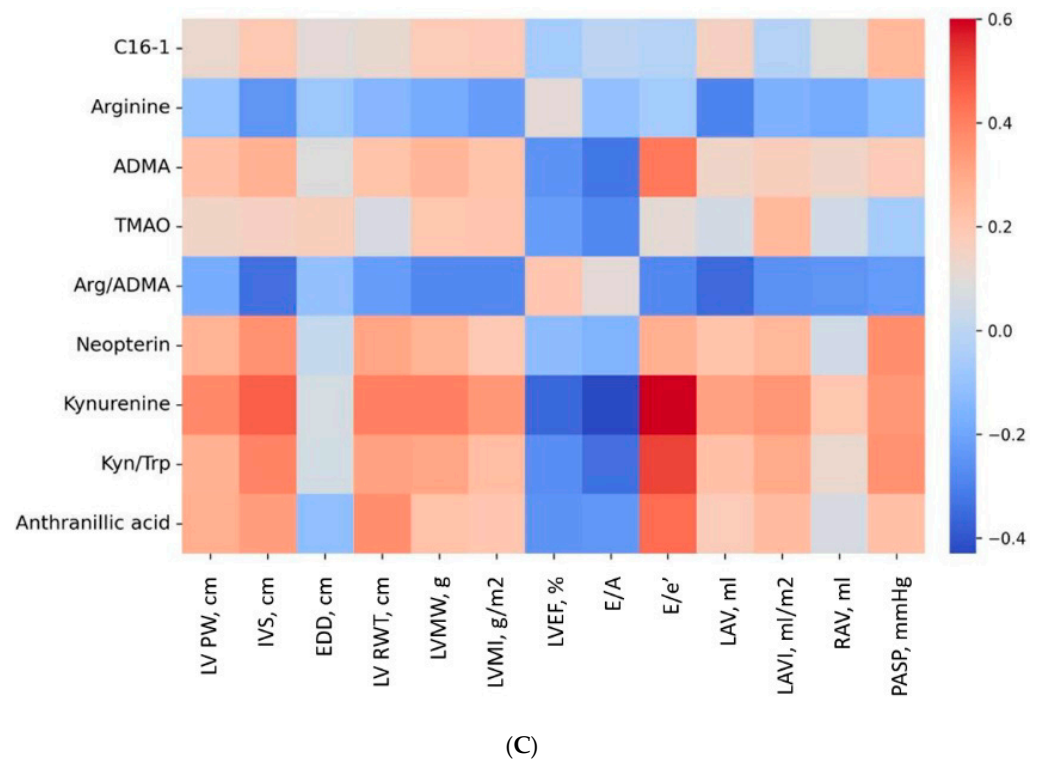 C16-1
Arginine
ADMA
TMAO
Arg/ADMA
Neopterin
Kynurenine
Kyn/Trp
Anthranillic acid
0.6
0.4
0.2
0.0
−0.2
−0.4
LV PW, cm
IVS, cm
EDD, cm
LV RWT, cm
LVMW, g
LVMI, g/m2
LVEF, %
E/A
E/e’
LAV, ml
LAVI, ml/m2
RAV, ml
PASP, mmHg
(C)